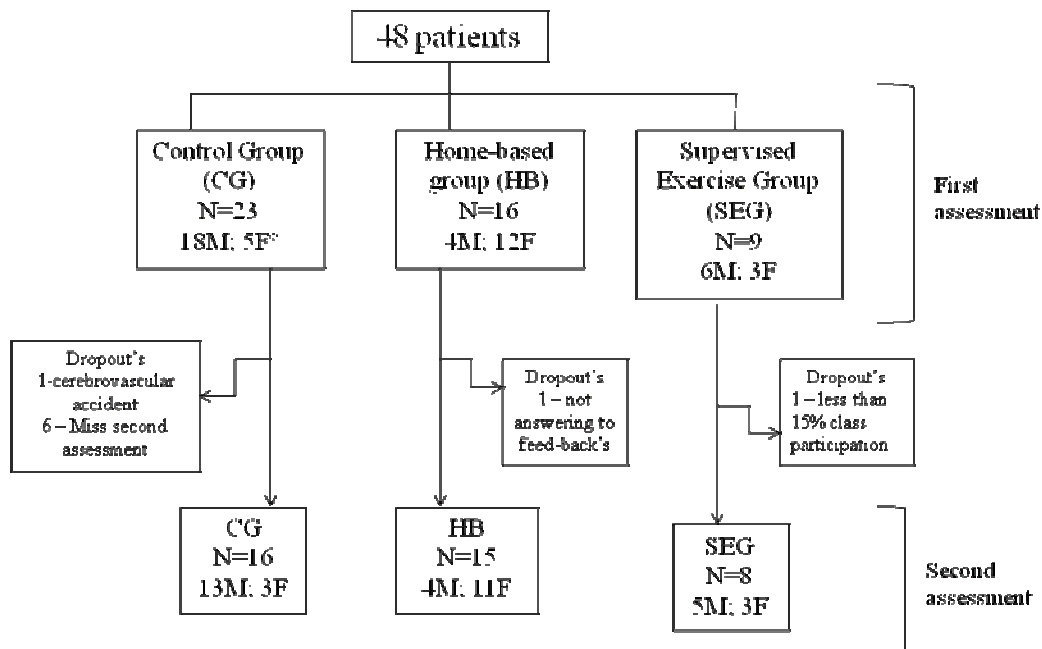 48 patients
Control Group
(CG)
N=23
18M; 5F*
Home-based
group (HB)
N=16
4M; 12F
Supervised
Exercise Group
(SEG)
N=9
6M; 3F
First
assessment
Dropout's
1-cerebrovascular
accident
6 – Miss second
assessment
Dropout's
1 – not
answering to
feed-back's
Dropout's
1 – less than
15% class
participation
CG
N=16
13M; 3F
HB
N=15
4M; 11F
SEG
N=8
5M; 3F
Second
assessment